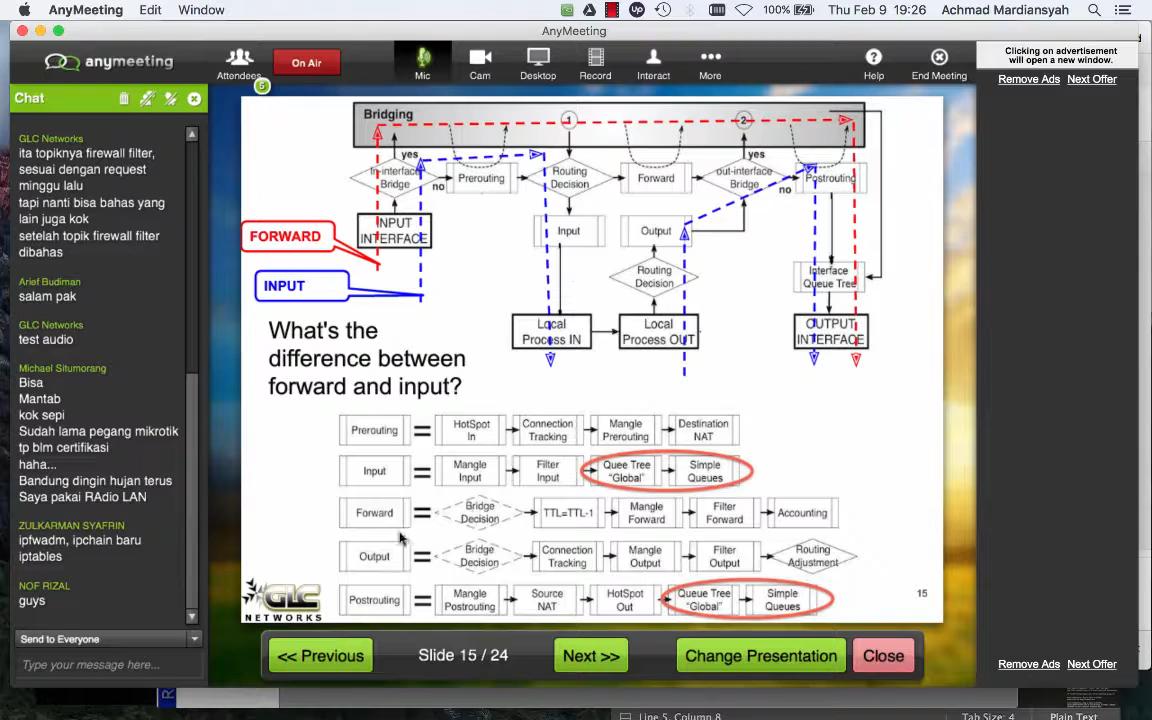 AnyMeeting Edit Window
100% Thu Feb 9 19:26 Achmad Mardiansyah
AnyMeeting
anymeeting
Attendees
5
On Air
Mic
Cam
Desktop
Record
Interact
More
Help
End Meeting
Clicking on advertisement
will open a new window.
Remove Ads Next Offer
Chat
GLC Networks
ita topiknya firewall filter,
sesuai dengan request
minggu lalu
tapi nanti bisa bahas yang
lain juga kok
setelah topik firewall filter
dibahas
Arief Budiman
salam pak
GLC Networks
test audio
Michael Situmorang
Bisa
Mantab
kok sepi
Sudah lama pegang mikrotik
tp blm certifikasi
haha...
Bandung dingin hujan terus
Saya pakai RAdio LAN
ZULKARMAN SYAFRIN
ipfwadm, ipchain baru
iptables
NOF RIZAL
guys
Send to Everyone
Type your message here...
Bridging
1
2
yes
yes
In-interface
Bridge
no
Prerouting
Routing
Decision
Forward
out-interface
Bridge
no
Postrouting
INPUT
INTERFACE
Input
Output
FORWARD
INPUT
Routing
Decision
Interface
Queue Tree
Local
Process IN
Local
Process OUT
OUTPUT
INTERFACE
What's the
difference between
forward and input?
Prerouting = HotSpot In Connection Tracking Mangle Prerouting Destination NAT
Input = Mangle Input Filter Input Quee Tree "Global" Simple Queues
Forward = Bridge Decision TTL=TTL-1 Mangle Forward Filter Forward Accounting
Output = Bridge Decision Connection Tracking Mangle Output Filter Output Routing Adjustment
Postrouting = Mangle Postrouting Source NAT HotSpot Out Queue Tree "Global" Simple Queues
GLC
NETWORKS
15
<< Previous
Slide 15 / 24
Next >>
Change Presentation
Close
Remove Ads Next Offer
Line 5, Column 8
Tab Size: 4
Plain Text